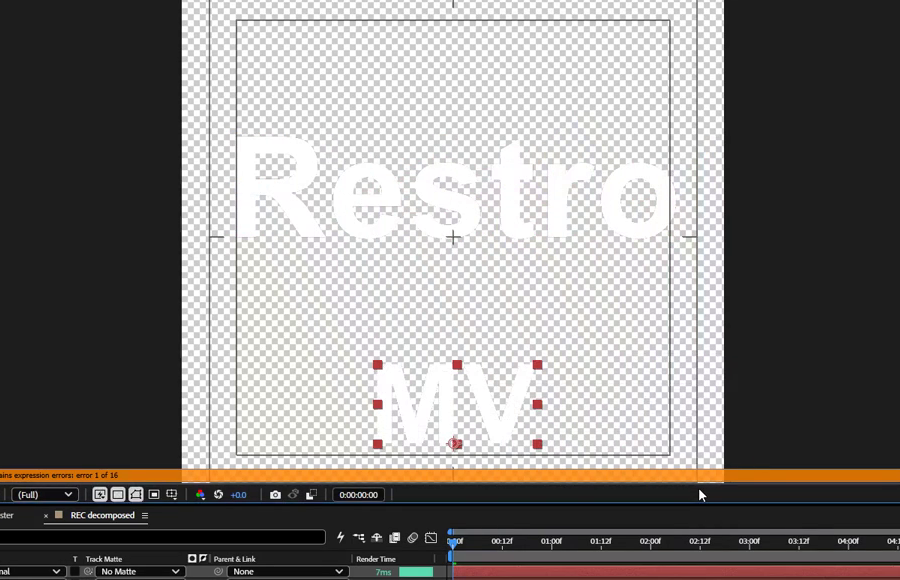 Restro
MV
ains expression errors: error 1 of 16
(Full) +0.0 0:00:00:00
ster × REC decomposed
00f 00:12f 01:00f 01:12f 02:00f 02:12f 03:00f 03:12f 04:00f
T Track Matte Parent & Link Render Time
nal No Matte None 7ms